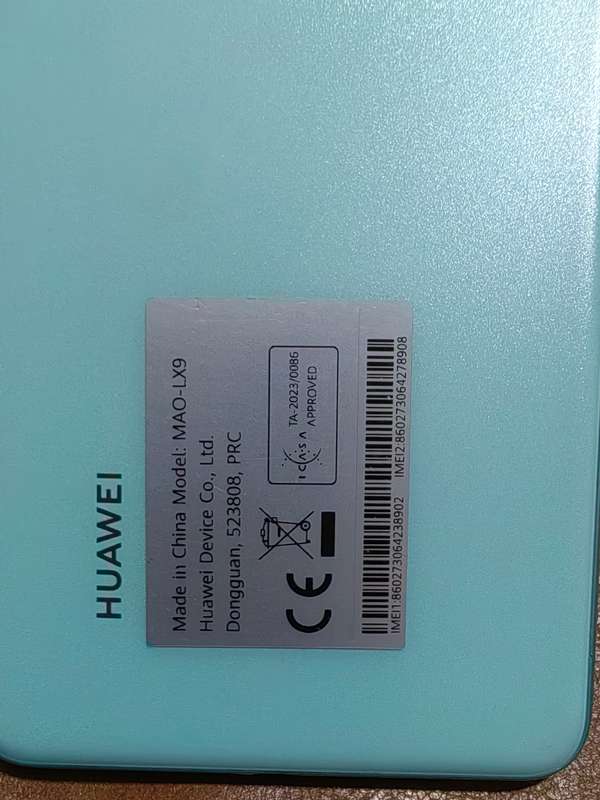 HUAWEI
Made in China Model: MAO-LX9
Huawei Device Co., Ltd.
Dongguan, 523808, PRC
CE
ICASA
TA-2023/0086
APPROVED
IMEI1:860273064238902 IMEI2:860273064278908